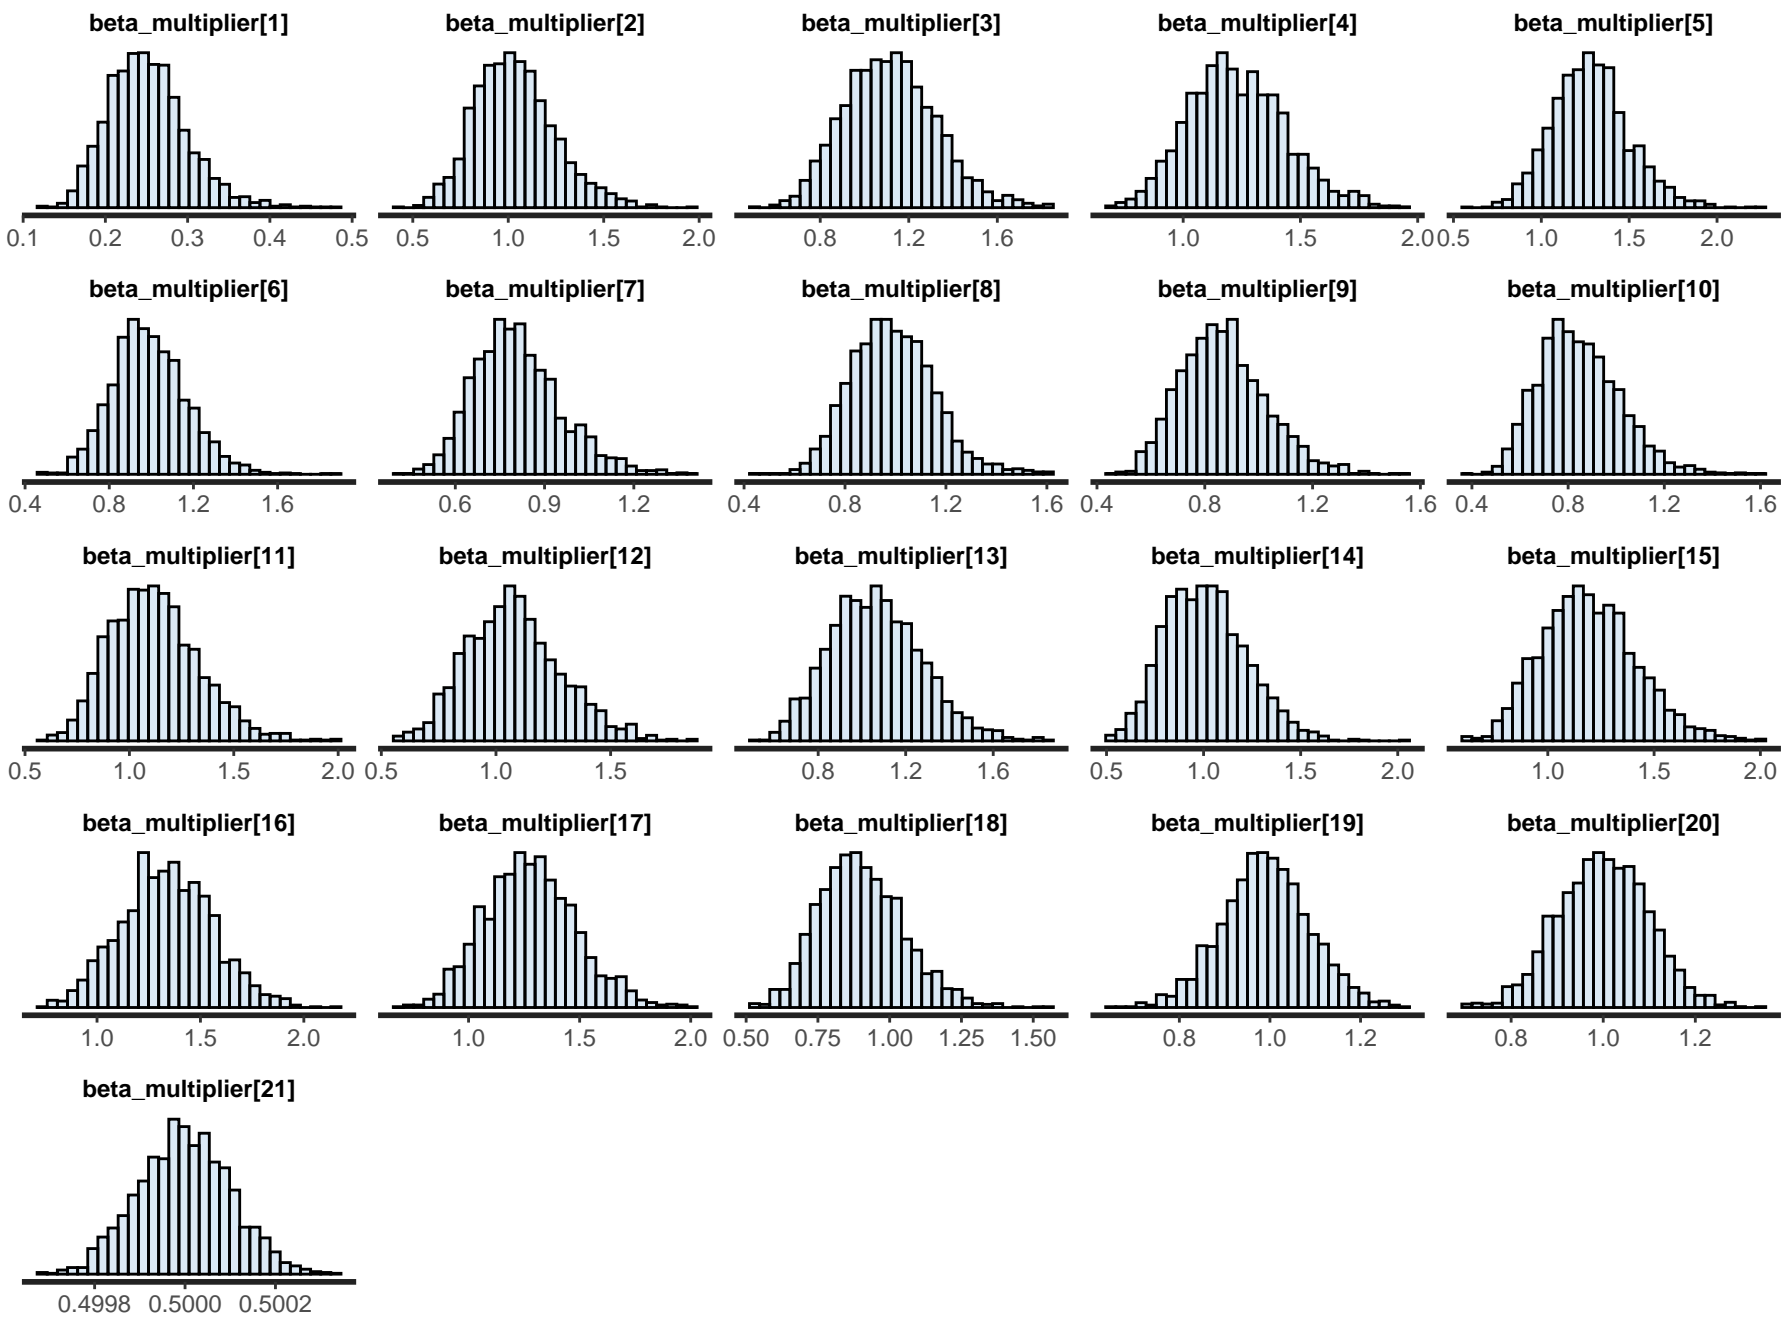 beta_multiplier[1] beta_multiplier[2] beta_multiplier[3] beta_multiplier[4] beta_multiplier[5]
0.1 0.2 0.3 0.4 0.5 0.5 1.0 1.5 2.0 0.8 1.2 1.6 1.0 1.5 2.0 0.5 1.0 1.5 2.0
beta_multiplier[6] beta_multiplier[7] beta_multiplier[8] beta_multiplier[9] beta_multiplier[10]
0.4 0.8 1.2 1.6 0.6 0.9 1.2 0.4 0.8 1.2 1.6 0.4 0.8 1.2 1.6 0.4 0.8 1.2 1.6
beta_multiplier[11] beta_multiplier[12] beta_multiplier[13] beta_multiplier[14] beta_multiplier[15]
0.5 1.0 1.5 2.0 0.5 1.0 1.5 0.8 1.2 1.6 0.5 1.0 1.5 2.0 1.0 1.5 2.0
beta_multiplier[16] beta_multiplier[17] beta_multiplier[18] beta_multiplier[19] beta_multiplier[20]
1.0 1.5 2.0 1.0 1.5 2.0 0.50 0.75 1.00 1.25 1.50 0.8 1.0 1.2 0.8 1.0 1.2
beta_multiplier[21]
0.4998 0.5000 0.5002